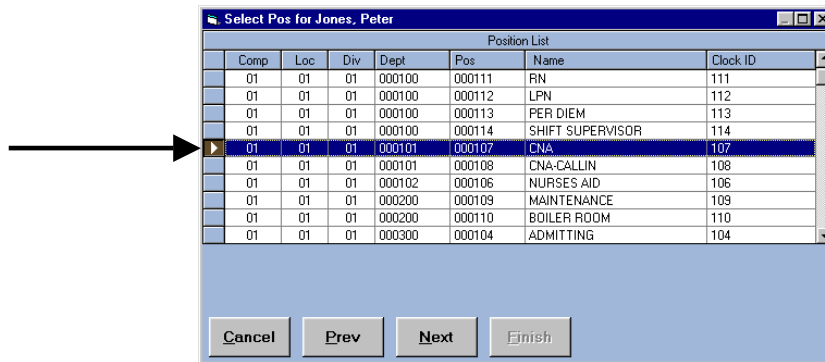 Select Pos for Jones, Peter
Position List
Comp Loc Div Dept Pos Name Clock ID
01 01 01 000100 000111 RN 111
01 01 01 000100 000112 LPN 112
01 01 01 000100 000113 PER DIEM 113
01 01 01 000100 000114 SHIFT SUPERVISOR 114
01 01 01 000101 000107 CNA 107
01 01 01 000101 000108 CNA-CALLIN 108
01 01 01 000102 000106 NURSES AID 106
01 01 01 000200 000109 MAINTENANCE 109
01 01 01 000200 000110 BOILER ROOM 110
01 01 01 000300 000104 ADMITTING 104
Cancel Prev Next Finish